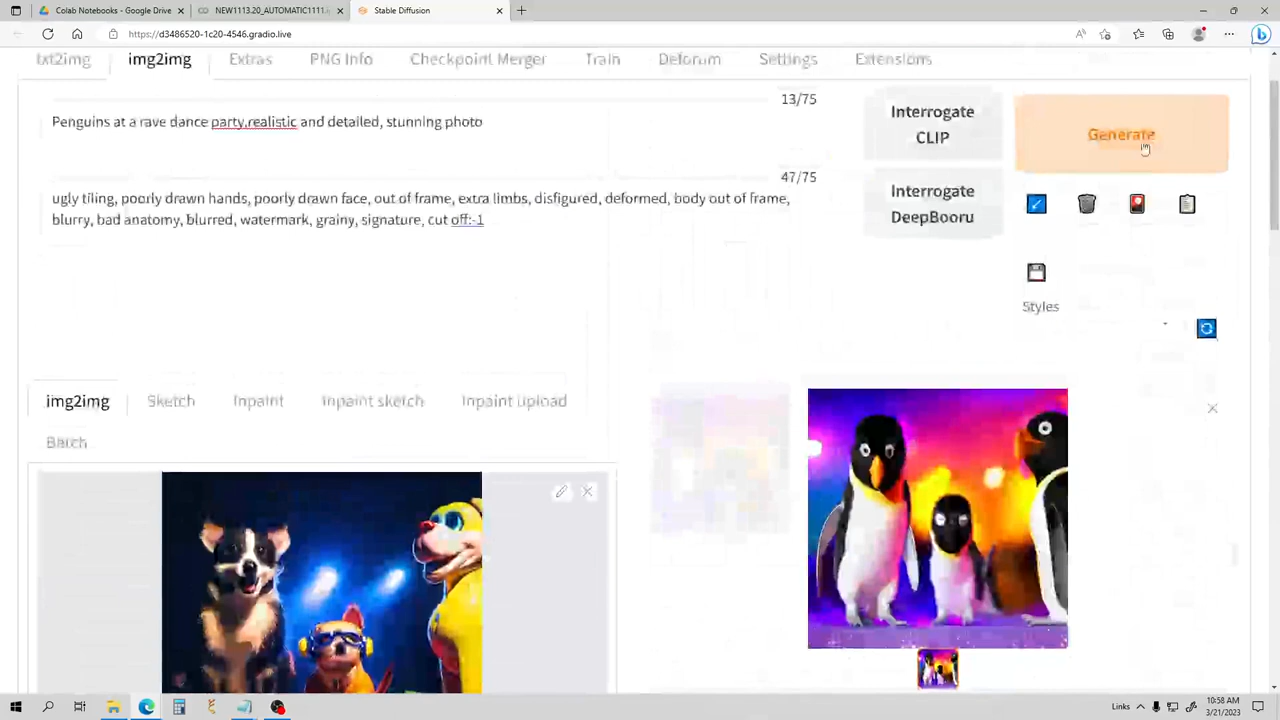 Colab Notebooks - Google Drive
NEW1113.20_AUTOMATIC1111.i
Stable Diffusion
https://d3486520-1c20-4546.gradio.live
txt2img
img2img
Extras
PNG Info
Checkpoint Merger
Train
Deforum
Settings
Extensions
13/75
Penguins at a rave dance party,realistic and detailed, stunning photo
47/75
ugly tiling, poorly drawn hands, poorly drawn face, out of frame, extra limbs, disfigured, deformed, body out of frame,
blurry, bad anatomy, blurred, watermark, grainy, signature, cut off:-1
Interrogate
CLIP
Generate
Interrogate
DeepBooru
Styles
img2img
Sketch
Inpaint
Inpaint sketch
Inpaint upload
Batch
Links
10:58 AM
3/21/2023